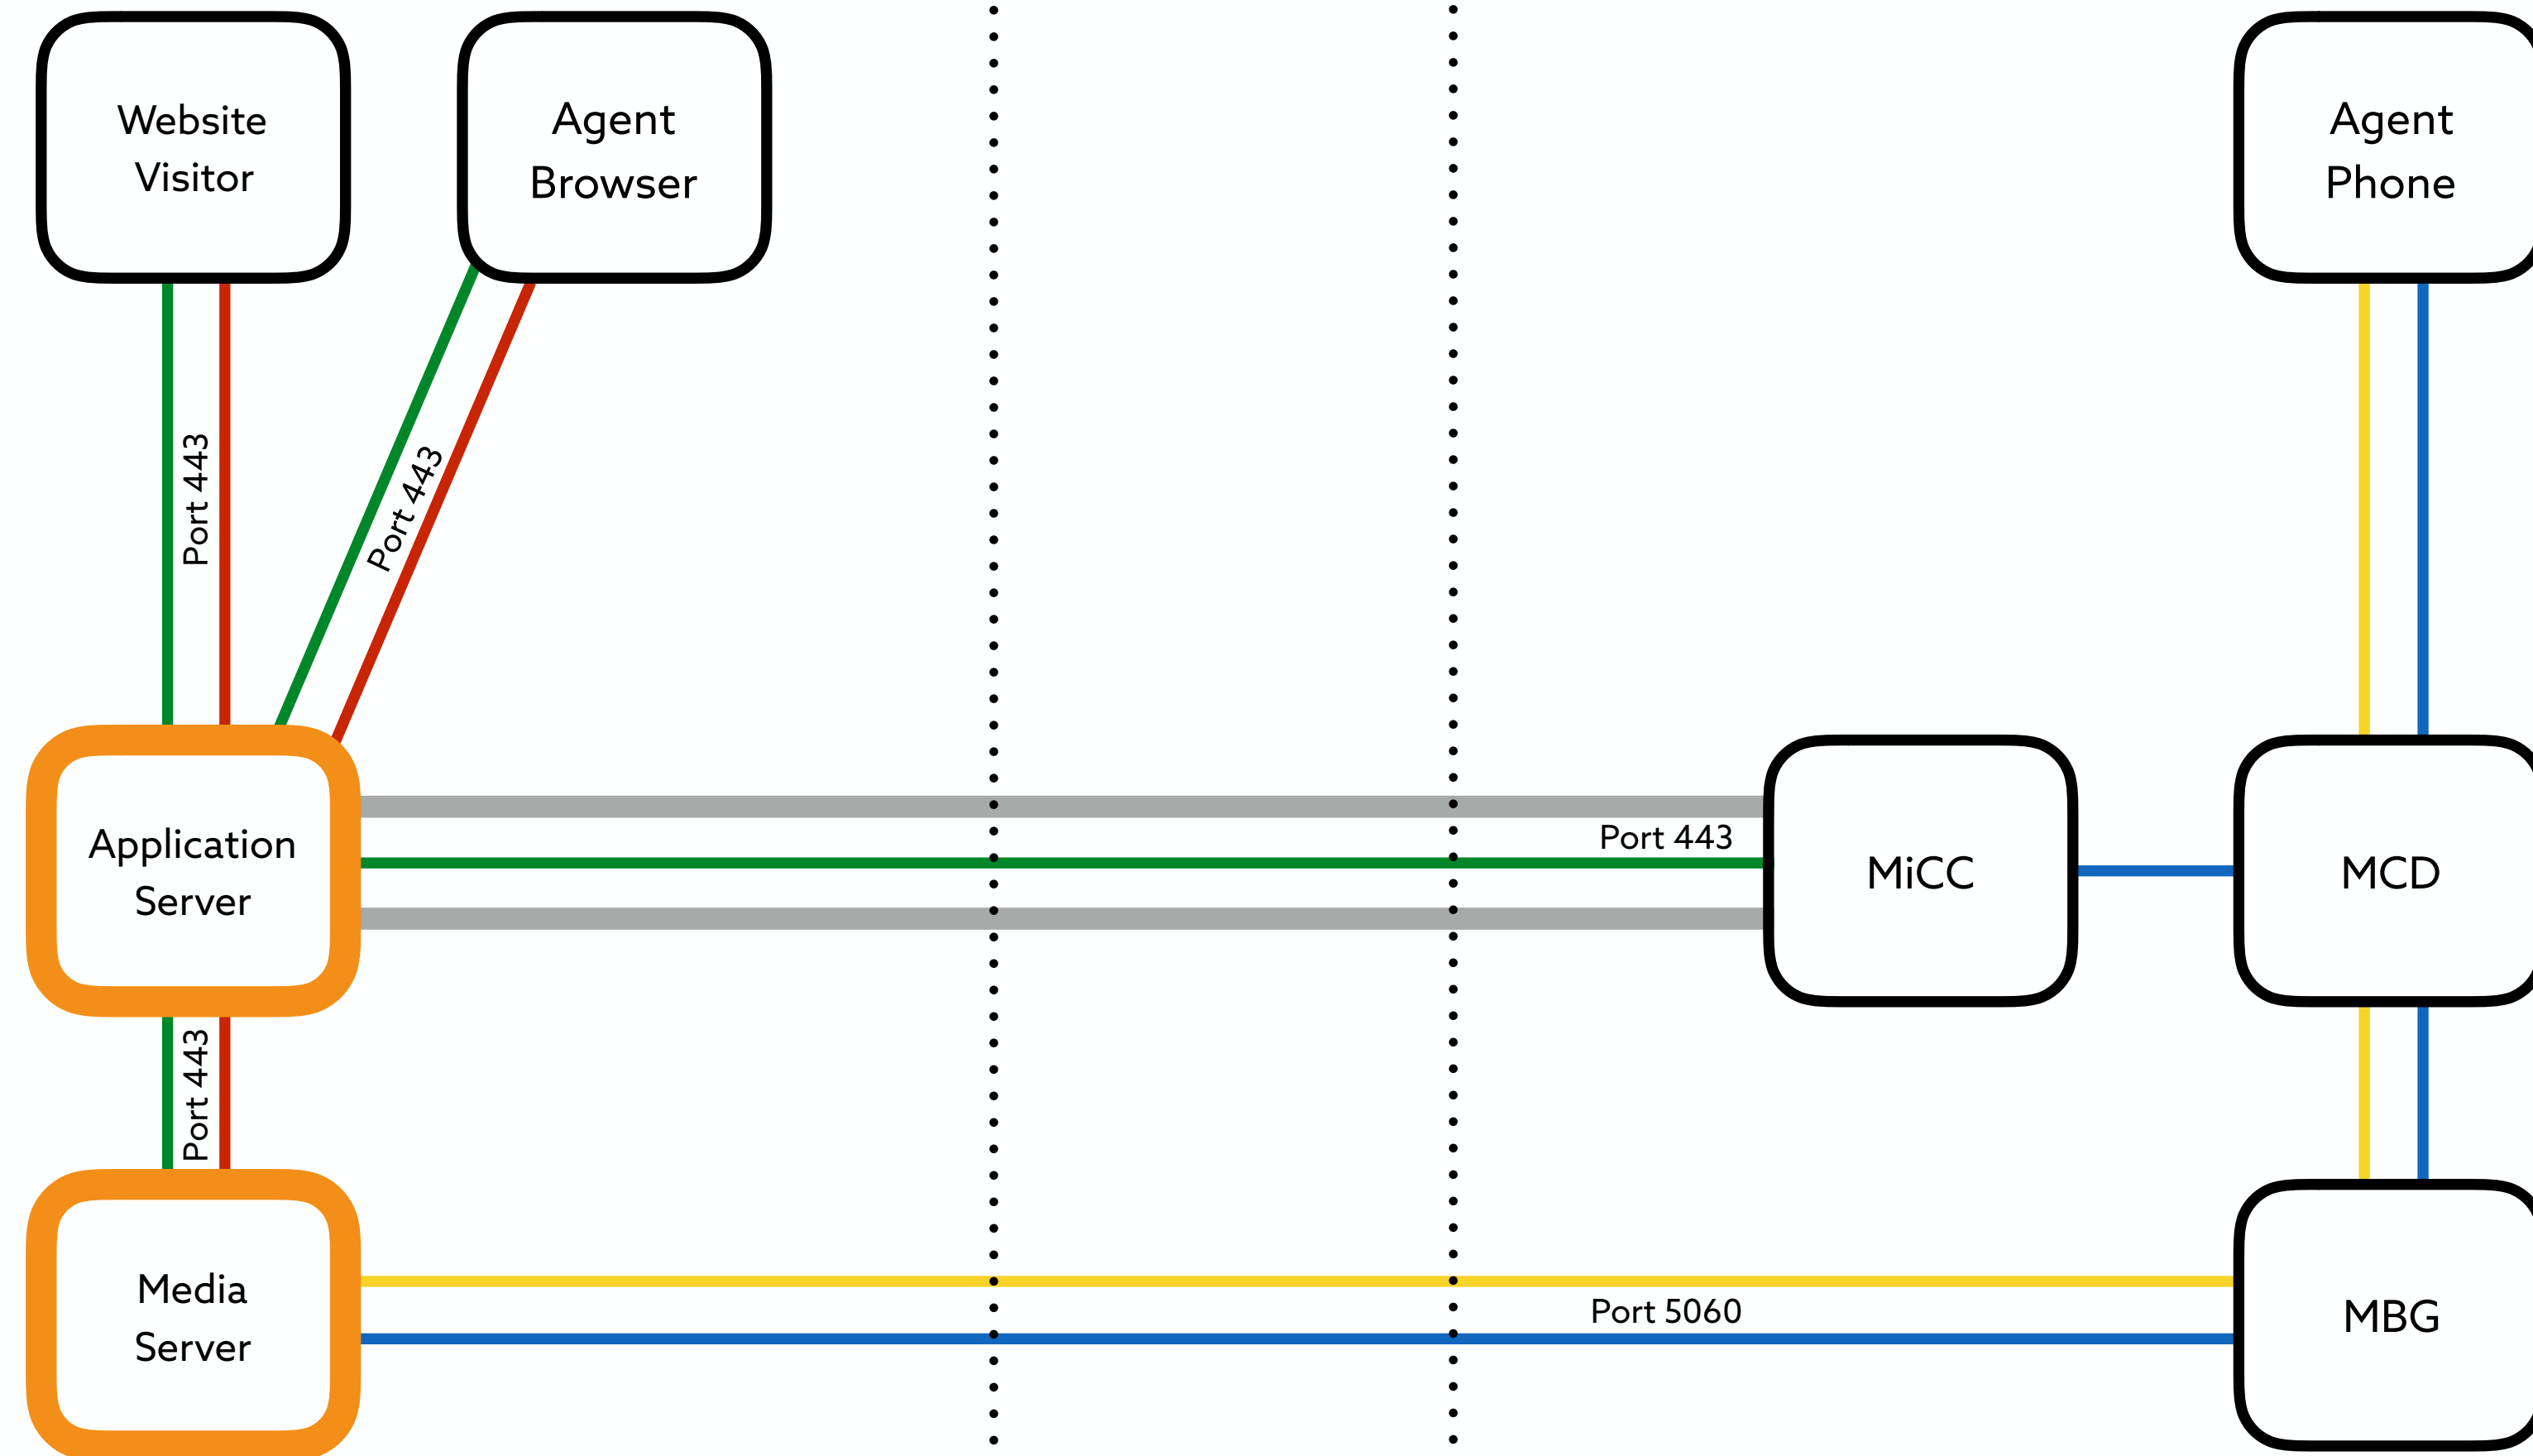 Website
Visitor
Agent
Browser
Agent
Phone
Port 443
Port 443
Application
Server
Port 443
MiCC
MCD
Port 443
Media
Server
Port 5060
MBG